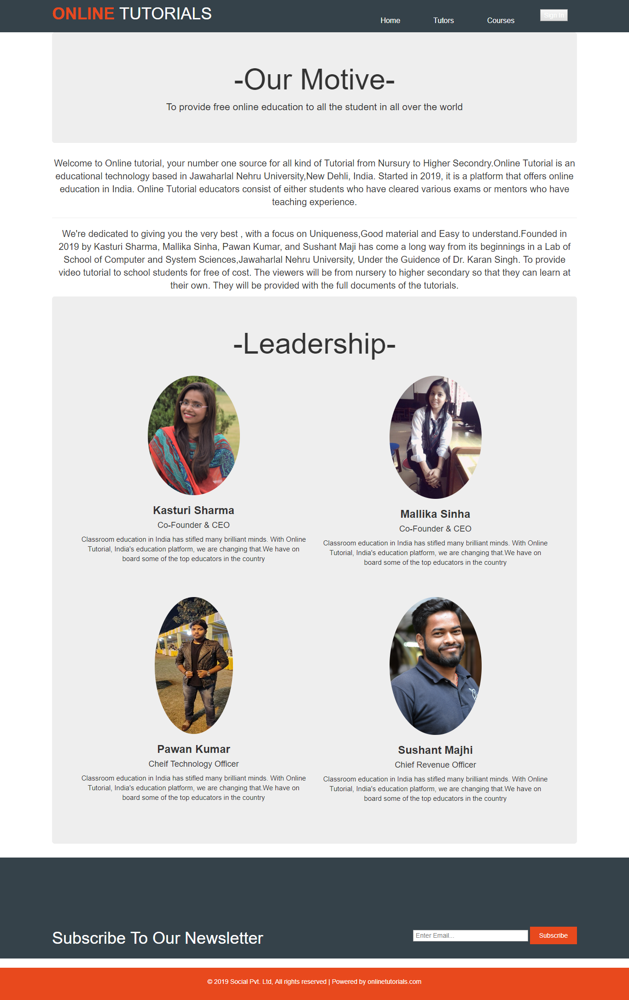 ONLINE TUTORIALS
Home Tutors Courses Sign In
-Our Motive-
To provide free online education to all the student in all over the world
Welcome to Online tutorial, your number one source for all kind of Tutorial from Nursury to Higher Secondry.Online Tutorial is an
educational technology based in Jawaharlal Nehru University,New Dehli, India. Started in 2019, it is a platform that offers online
education in India. Online Tutorial educators consist of either students who have cleared various exams or mentors who have
teaching experience.
We're dedicated to giving you the very best , with a focus on Uniqueness,Good material and Easy to understand.Founded in
2019 by Kasturi Sharma, Mallika Sinha, Pawan Kumar, and Sushant Maji has come a long way from its beginnings in a Lab of
School of Computer and System Sciences,Jawaharlal Nehru University, Under the Guidence of Dr. Karan Singh. To provide
video tutorial to school students for free of cost. The viewers will be from nursery to higher secondary so that they can learn at
their own. They will be provided with the full documents of the tutorials.
-Leadership-
Kasturi Sharma
Co-Founder & CEO
Classroom education in India has stifled many brilliant minds. With Online
Tutorial, India's education platform, we are changing that.We have on
board some of the top educators in the country
Mallika Sinha
Co-Founder & CEO
Classroom education in India has stifled many brilliant minds. With Online
Tutorial, India's education platform, we are changing that.We have on
board some of the top educators in the country
Pawan Kumar
Cheif Technology Officer
Classroom education in India has stifled many brilliant minds. With Online
Tutorial, India's education platform, we are changing that.We have on
board some of the top educators in the country
Sushant Majhi
Chief Revenue Officer
Classroom education in India has stifled many brilliant minds. With Online
Tutorial, India's education platform, we are changing that.We have on
board some of the top educators in the country
Subscribe To Our Newsletter
Enter Email... Subscribe
© 2019 Social Pvt. Ltd, All rights reserved | Powered by onlinetutorials.com